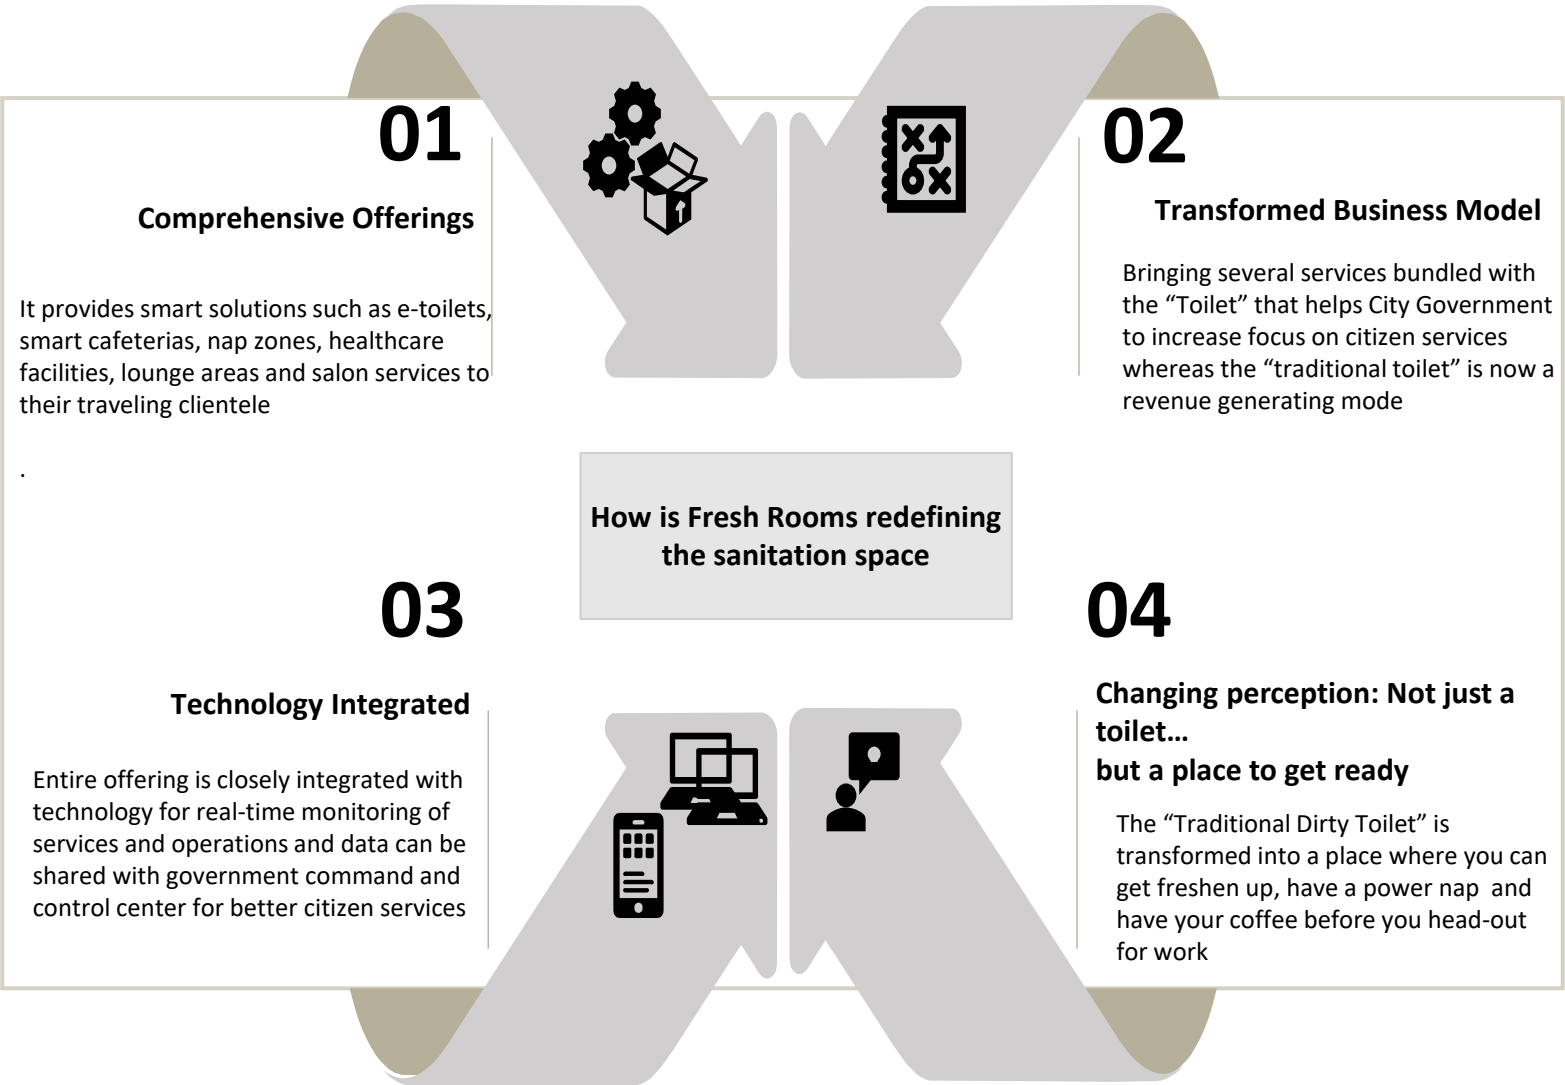 01
Comprehensive Offerings
It provides smart solutions such as e-toilets,
smart cafeterias, nap zones, healthcare
facilities, lounge areas and salon services to
their traveling clientele
.
02
Transformed Business Model
Bringing several services bundled with
the “Toilet” that helps City Government
to increase focus on citizen services
whereas the “traditional toilet” is now a
revenue generating mode
How is Fresh Rooms redefining
the sanitation space
03
Technology Integrated
Entire offering is closely integrated with
technology for real-time monitoring of
services and operations and data can be
shared with government command and
control center for better citizen services
04
Changing perception: Not just a
toilet…
but a place to get ready
The “Traditional Dirty Toilet” is
transformed into a place where you can
get freshen up, have a power nap  and
have your coffee before you head-out
for work